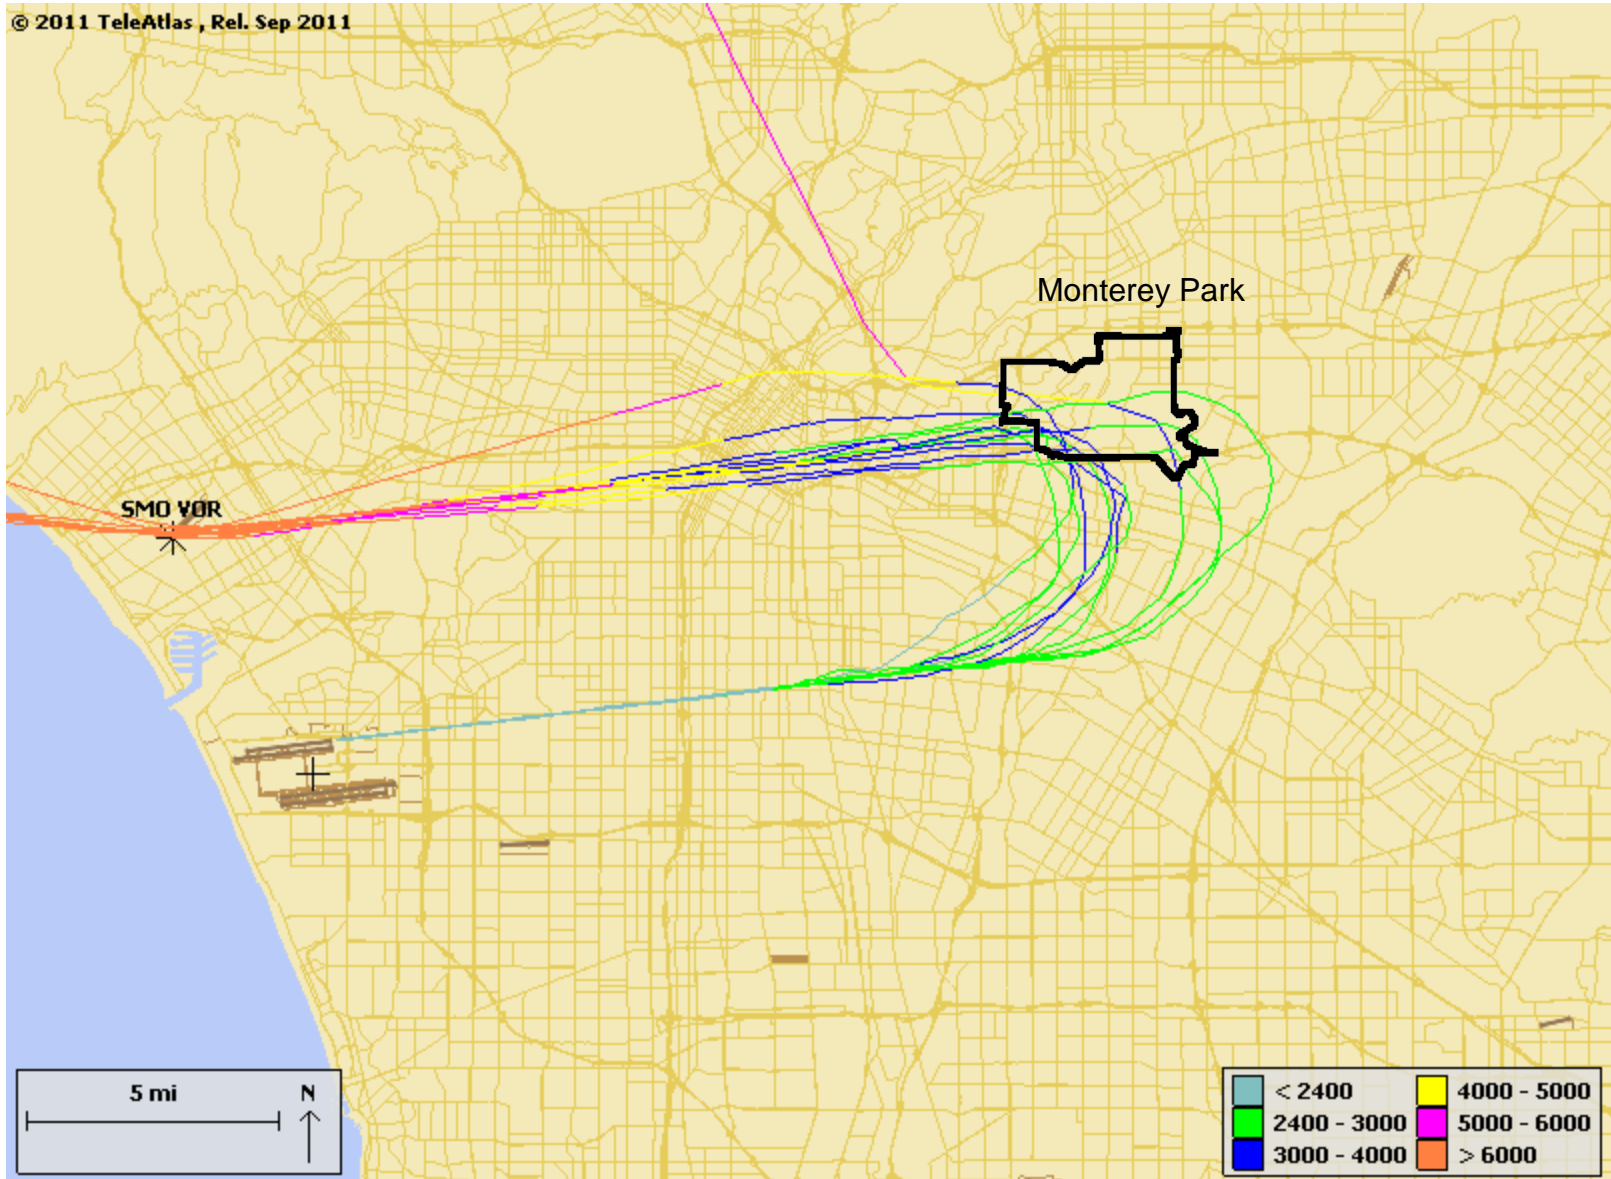 © 2011 TeleAtlas , Rel. Sep 2011
Monterey Park
SMO VOR
5 mi
N
< 2400
4000 - 5000
2400 - 3000
5000 - 6000
3000 - 4000
> 6000